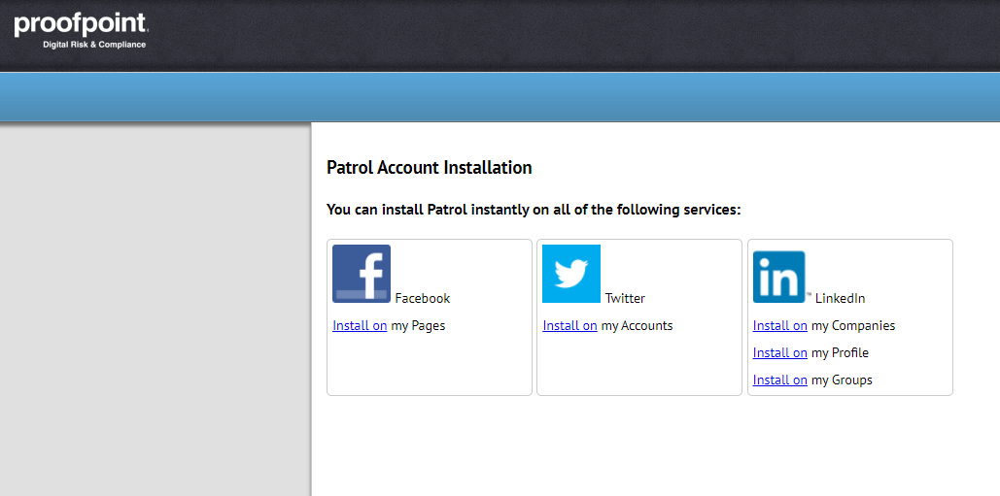 proofpoint.
Digital Risk & Compliance
Patrol Account Installation
You can install Patrol instantly on all of the following services:
Facebook
Install on my Pages
Twitter
Install on my Accounts
in™ LinkedIn
Install on my Companies
Install on my Profile
Install on my Groups